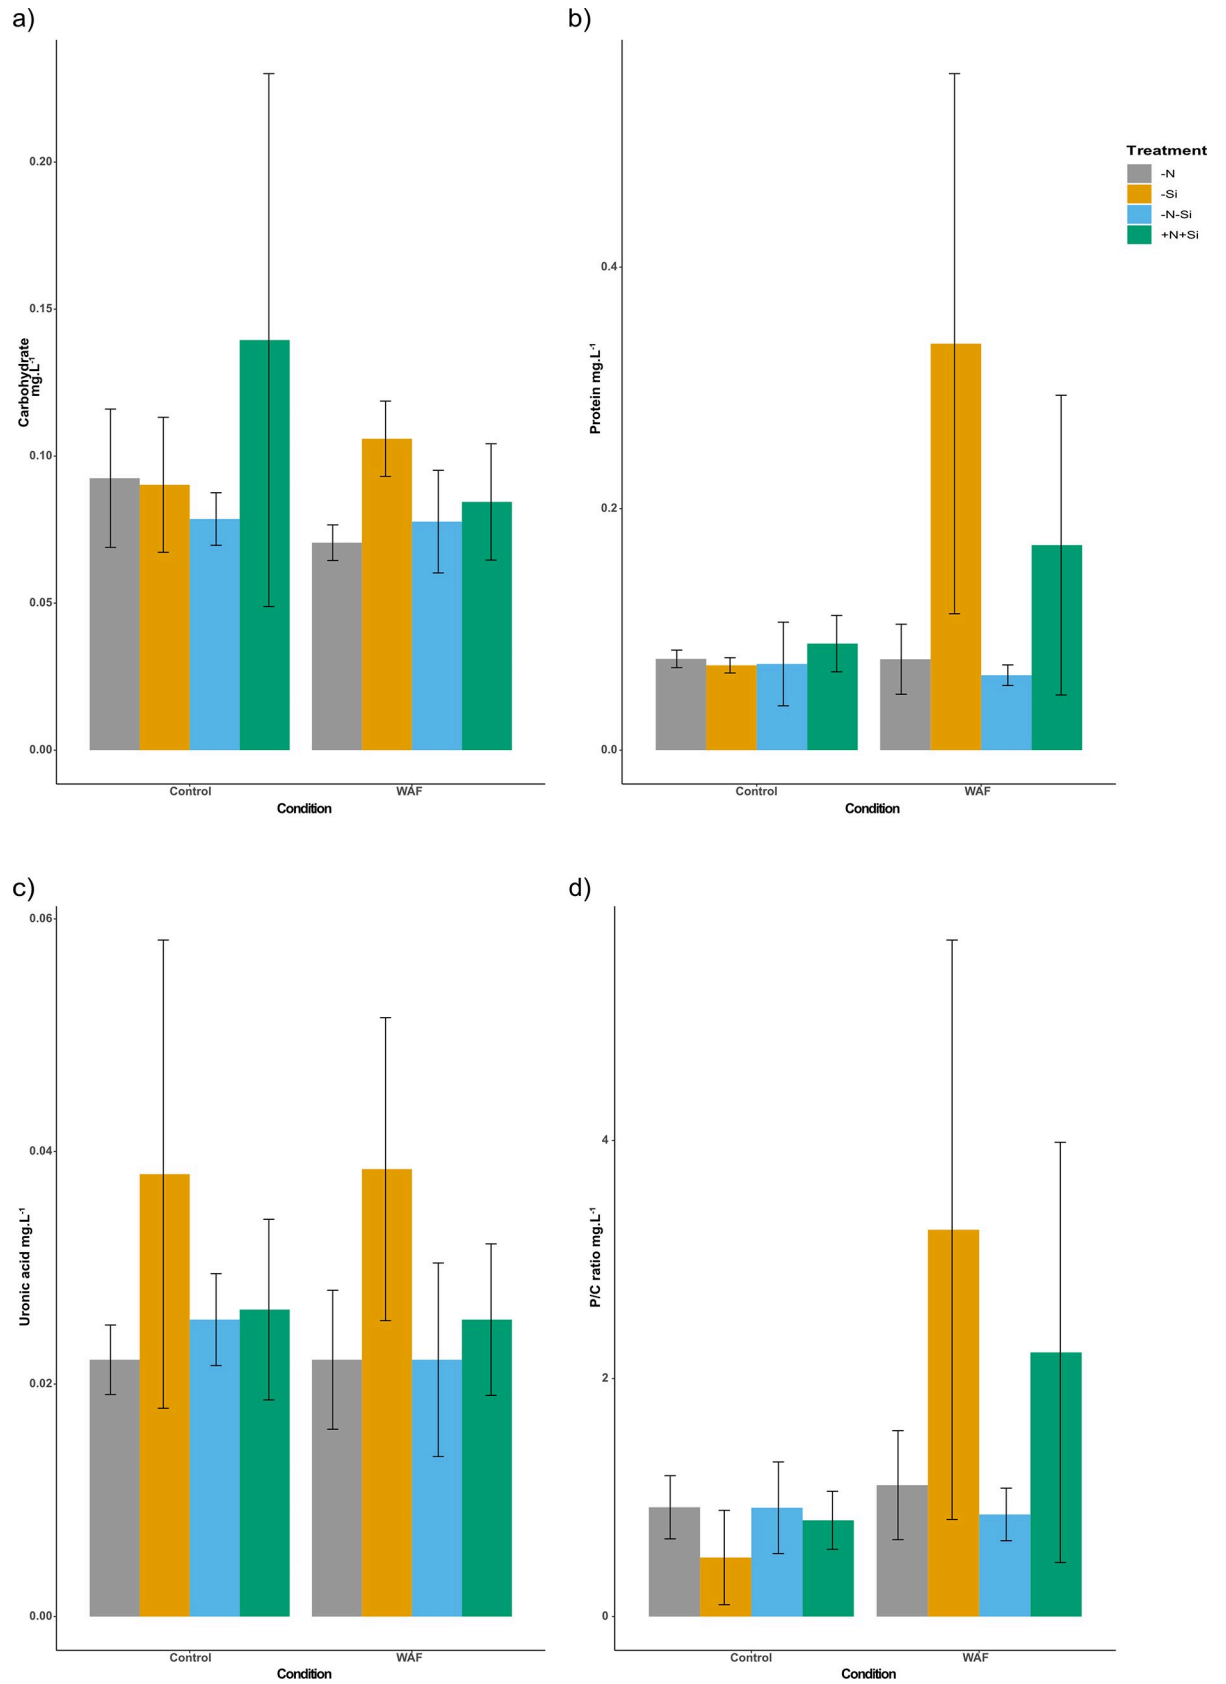 a)
0.20
0.15
0.10
0.05
0.00
Carbohydrate
mg.L⁻¹
Control
WAF
Condition
b)
0.4
0.2
0.0
Protein mg.L⁻¹
Control
WAF
Condition
Treatment
-N
-Si
-N-Si
+N+Si
c)
0.06
0.04
0.02
0.00
Uronic acid mg.L⁻¹
Control
WAF
Condition
d)
4
2
0
P/C ratio mg.L⁻¹
Control
WAF
Condition